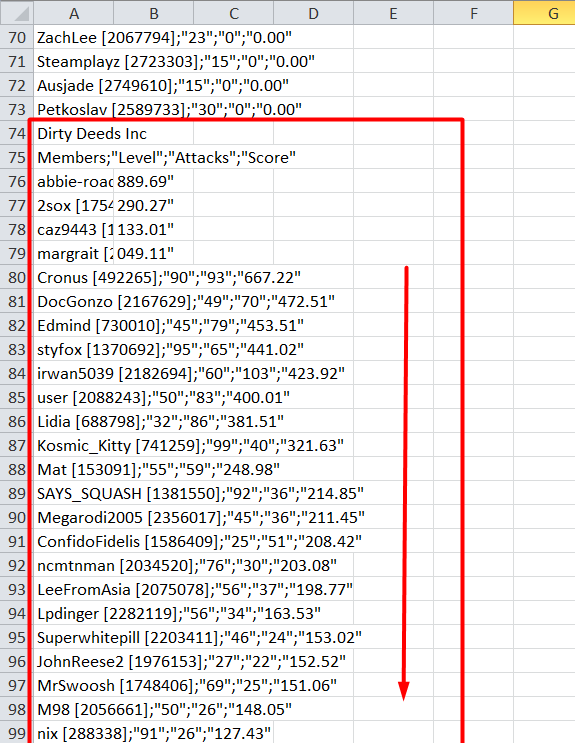 A B C D E F G
70 ZachLee [2067794];"23";"0";"0.00"
71 Steamplayz [2723303];"15";"0";"0.00"
72 Ausjade [2749610];"15";"0";"0.00"
73 Petkoslav [2589733];"30";"0";"0.00"
74 Dirty Deeds Inc
75 Members;"Level";"Attacks";"Score"
76 abbie-road 889.69"
77 2sox [1754 290.27"
78 caz9443 [1 133.01"
79 margrait [2 049.11"
80 Cronus [492265];"90";"93";"667.22"
81 DocGonzo [2167629];"49";"70";"472.51"
82 Edmind [730010];"45";"79";"453.51"
83 styfox [1370692];"95";"65";"441.02"
84 irwan5039 [2182694];"60";"103";"423.92"
85 user [2088243];"50";"83";"400.01"
86 Lidia [688798];"32";"86";"381.51"
87 Kosmic_Kitty [741259];"99";"40";"321.63"
88 Mat [153091];"55";"59";"248.98"
89 SAYS_SQUASH [1381550];"92";"36";"214.85"
90 Megarodi2005 [2356017];"45";"36";"211.45"
91 ConfidoFidelis [1586409];"25";"51";"208.42"
92 ncmtnman [2034520];"76";"30";"203.08"
93 LeeFromAsia [2075078];"56";"37";"198.77"
94 Lpdinger [2282119];"56";"34";"163.53"
95 Superwhitepill [2203411];"46";"24";"153.02"
96 JohnReese2 [1976153];"27";"22";"152.52"
97 MrSwoosh [1748406];"69";"25";"151.06"
98 M98 [2056661];"50";"26";"148.05"
99 nix [288338];"91";"26";"127.43"